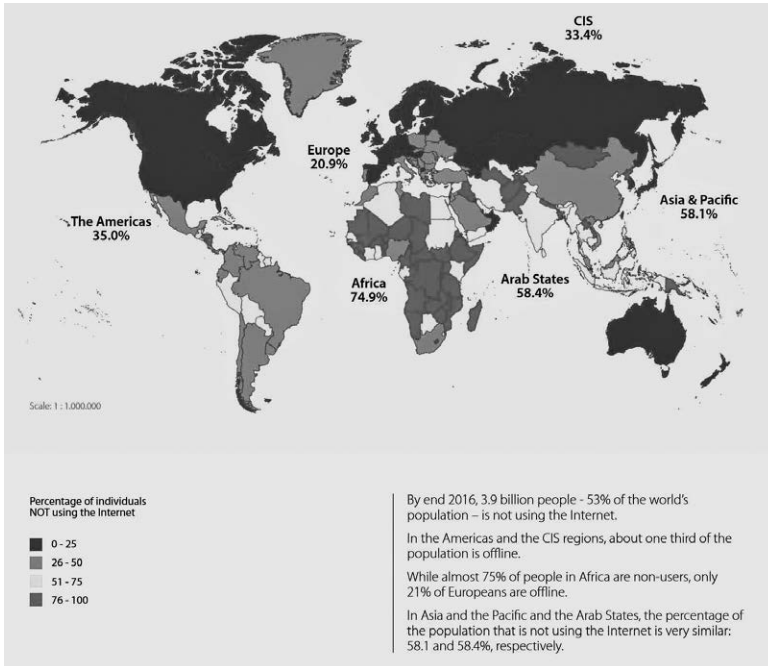 CIS
33.4%
Europe
20.9%
The Americas
35.0%
Asia & Pacific
58.1%
Africa
74.9%
Arab States
58.4%
Scale: 1 : 1.000.000
Percentage of individuals
NOT using the Internet
0 - 25
26 - 50
51 - 75
76 - 100
By end 2016, 3.9 billion people - 53% of the world's
population – is not using the Internet.
In the Americas and the CIS regions, about one third of the
population is offline.
While almost 75% of people in Africa are non-users, only
21% of Europeans are offline.
In Asia and the Pacific and the Arab States, the percentage of
the population that is not using the Internet is very similar:
58.1 and 58.4%, respectively.